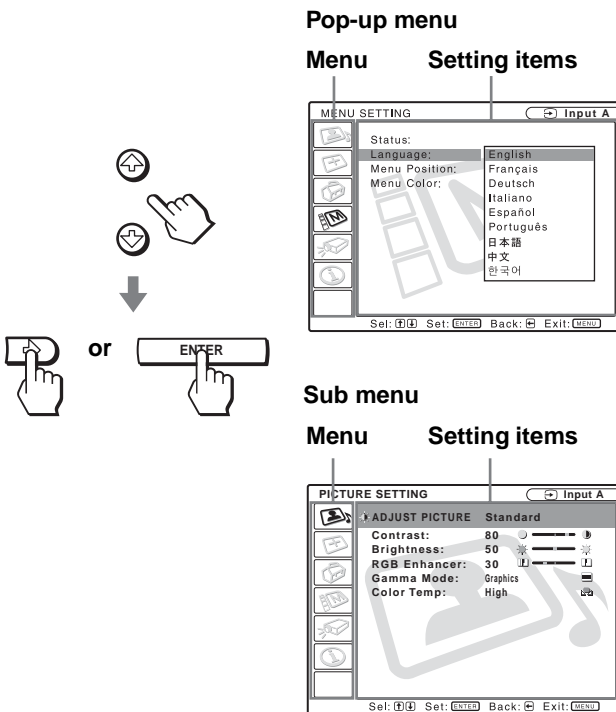 Pop-up menu
Menu Setting items
MENU SETTING Input A
Status:
Language: English
Menu Position: Français
Menu Color: Deutsch
Italiano
Español
Português
日本語
中文
한국어
Sel: Set: ENTER Back: Exit: MENU
or ENTER
Sub menu
Menu Setting items
PICTURE SETTING Input A
ADJUST PICTURE Standard
Contrast: 80
Brightness: 50
RGB Enhancer: 30
Gamma Mode: Graphics
Color Temp: High
Sel: Set: ENTER Back: Exit: MENU